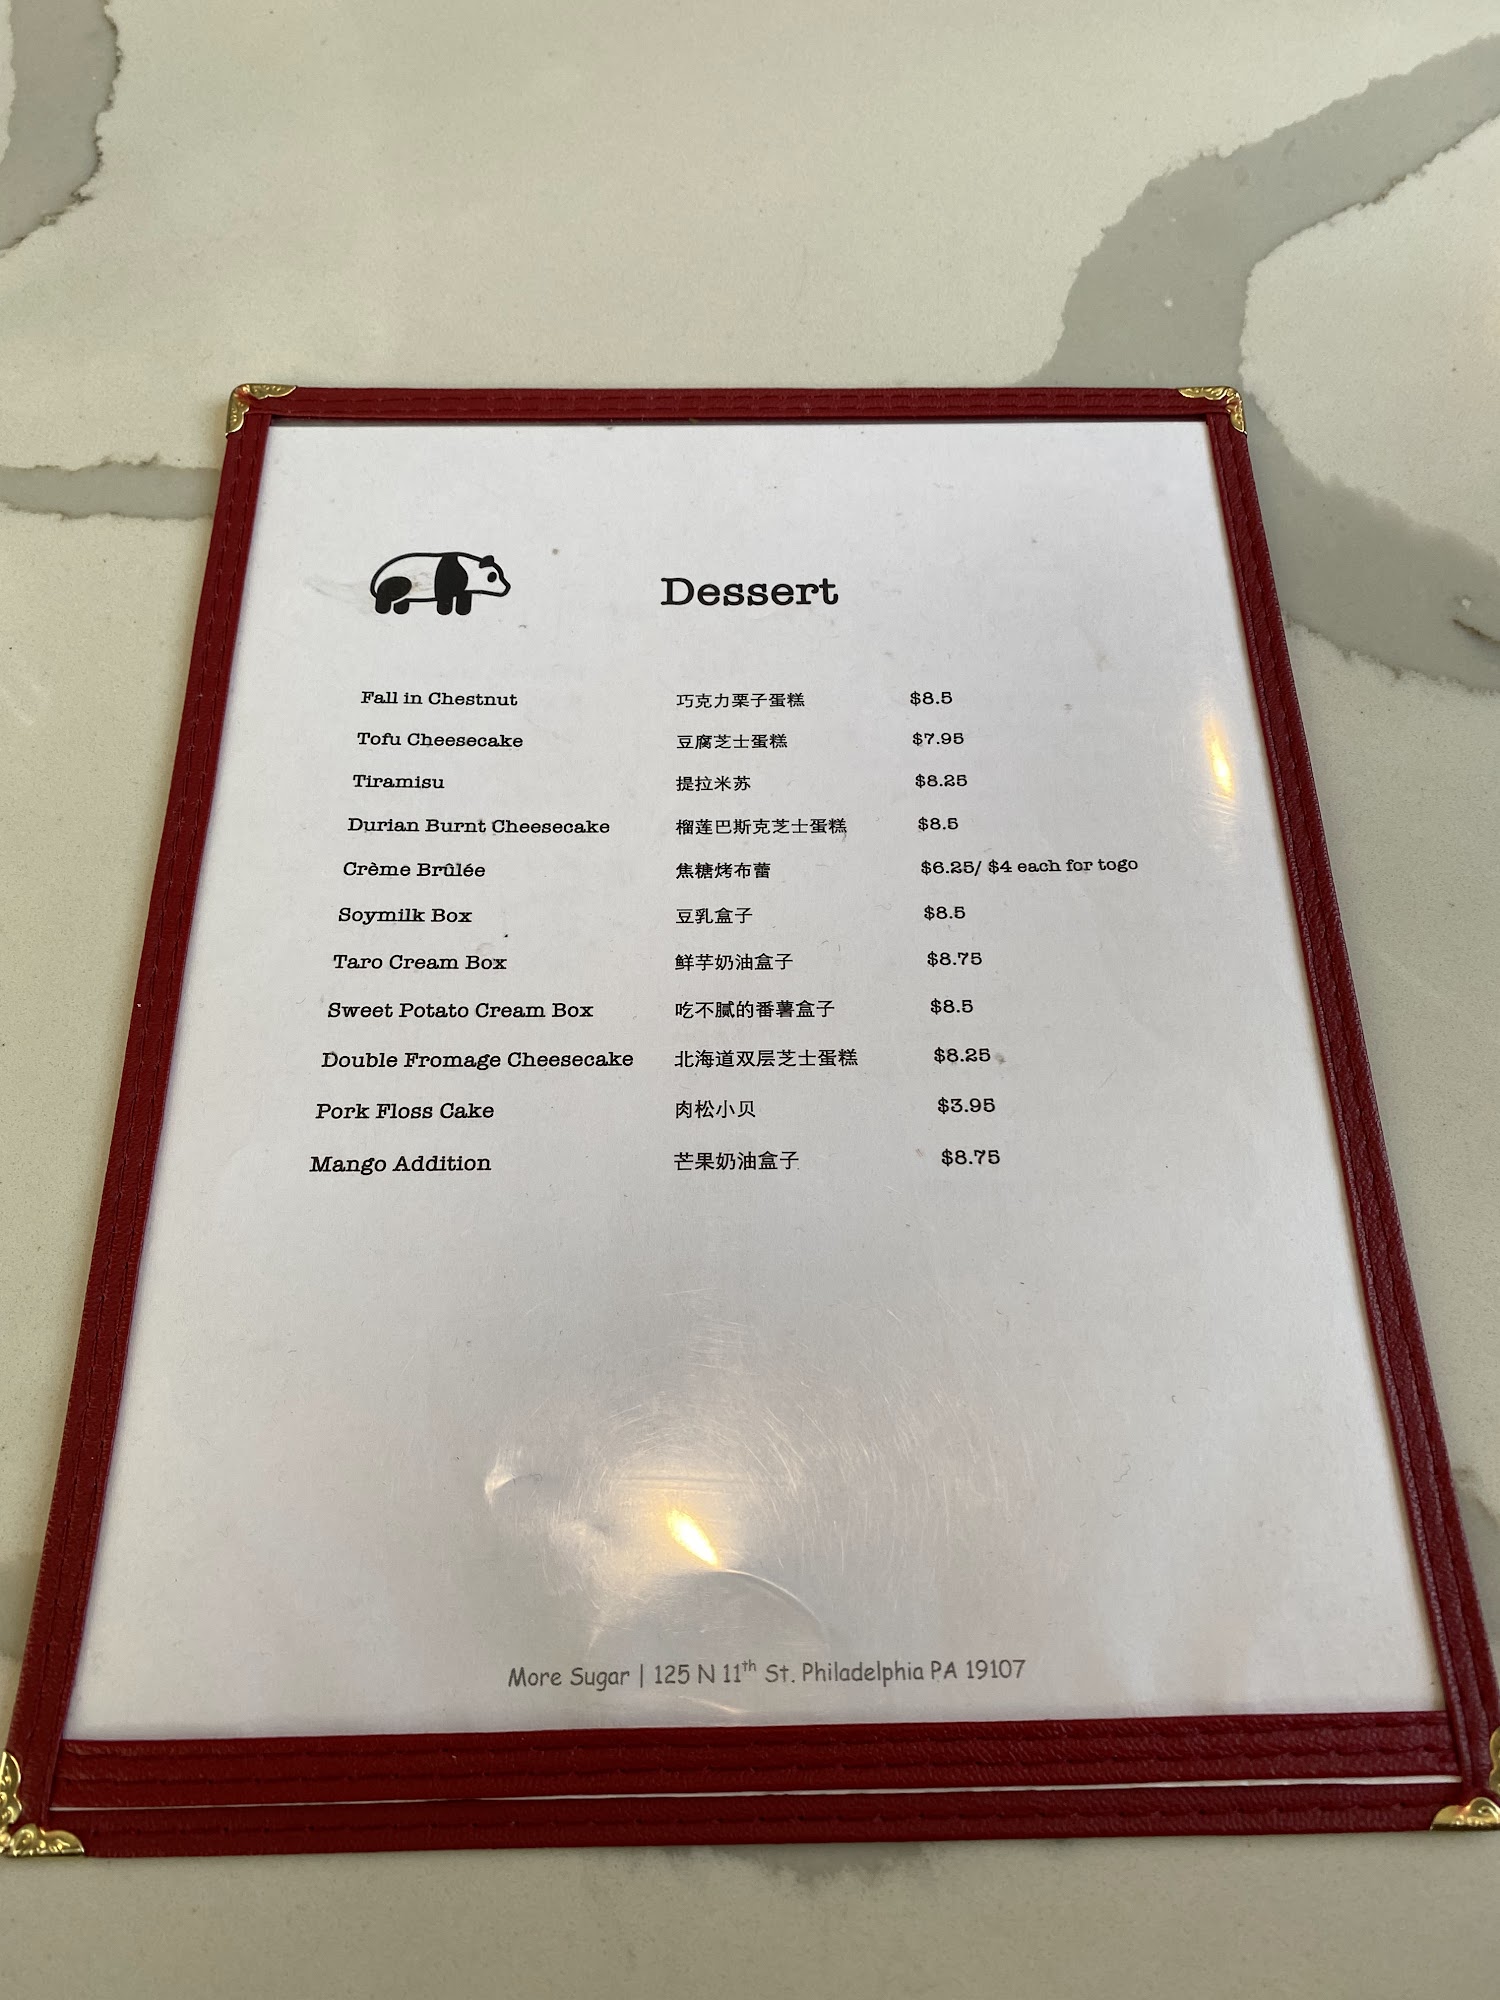 Dessert
Fall in Chestnut 巧克力栗子蛋糕 $8.5
Tofu Cheesecake 豆腐芝士蛋糕 $7.95
Tiramisu 提拉米苏 $8.25
Durian Burnt Cheesecake 榴莲巴斯克芝士蛋糕 $8.5
Crème Brûlée 焦糖烤布蕾 $6.25/ $4 each for togo
Soymilk Box 豆乳盒子 $8.5
Taro Cream Box 鲜芋奶油盒子 $8.75
Sweet Potato Cream Box 吃不腻的番薯盒子 $8.5
Double Fromage Cheesecake 北海道双层芝士蛋糕 $8.25
Pork Floss Cake 肉松小贝 $3.95
Mango Addition 芒果奶油盒子 $8.75
More Sugar | 125 N 11th St. Philadelphia PA 19107